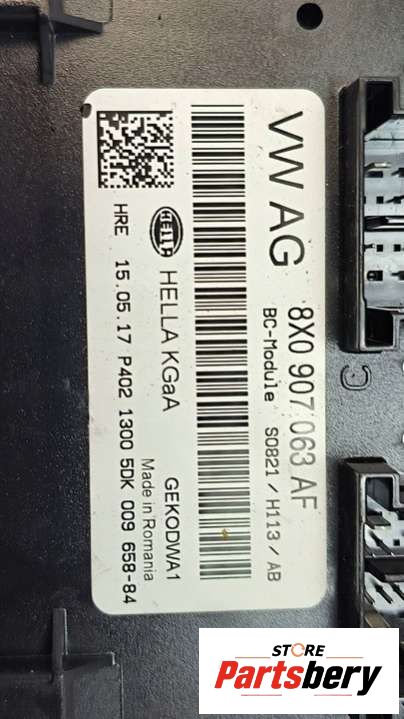 VW AG
8X0 907 063 AF
BC-Module S0821 / H113 / AB
HELLA HELLA KGaA GEKODWA1
Made in Romania
HRE 15.05.17 P402 1300 5DK 009 658-84
C
STORE
Partsbery